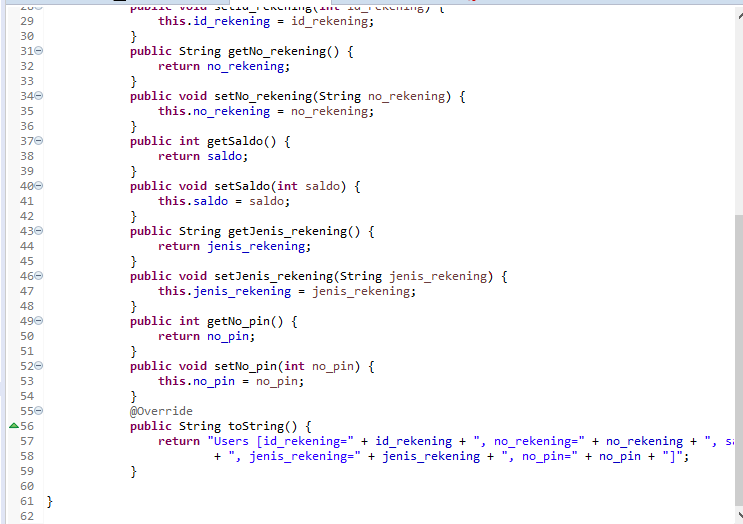 28 public void setId_rekening(int id_rekening) {
29 this.id_rekening = id_rekening;
30 }
31 public String getNo_rekening() {
32 return no_rekening;
33 }
34 public void setNo_rekening(String no_rekening) {
35 this.no_rekening = no_rekening;
36 }
37 public int getSaldo() {
38 return saldo;
39 }
40 public void setSaldo(int saldo) {
41 this.saldo = saldo;
42 }
43 public String getJenis_rekening() {
44 return jenis_rekening;
45 }
46 public void setJenis_rekening(String jenis_rekening) {
47 this.jenis_rekening = jenis_rekening;
48 }
49 public int getNo_pin() {
50 return no_pin;
51 }
52 public void setNo_pin(int no_pin) {
53 this.no_pin = no_pin;
54 }
55 @Override
56 public String toString() {
57 return "Users [id_rekening=" + id_rekening + ", no_rekening=" + no_rekening + ",
58 + ", jenis_rekening=" + jenis_rekening + ", no_pin=" + no_pin + "]";
59 }
60
61 }
62